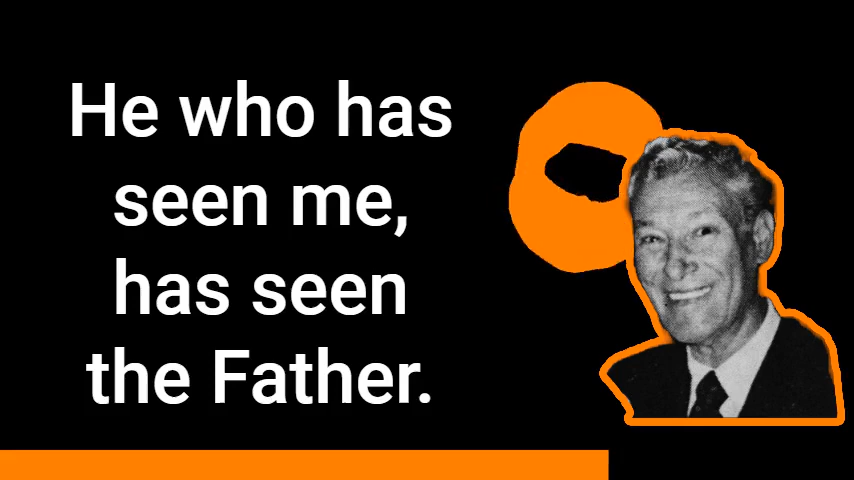 He who has
seen me,
has seen
the Father.